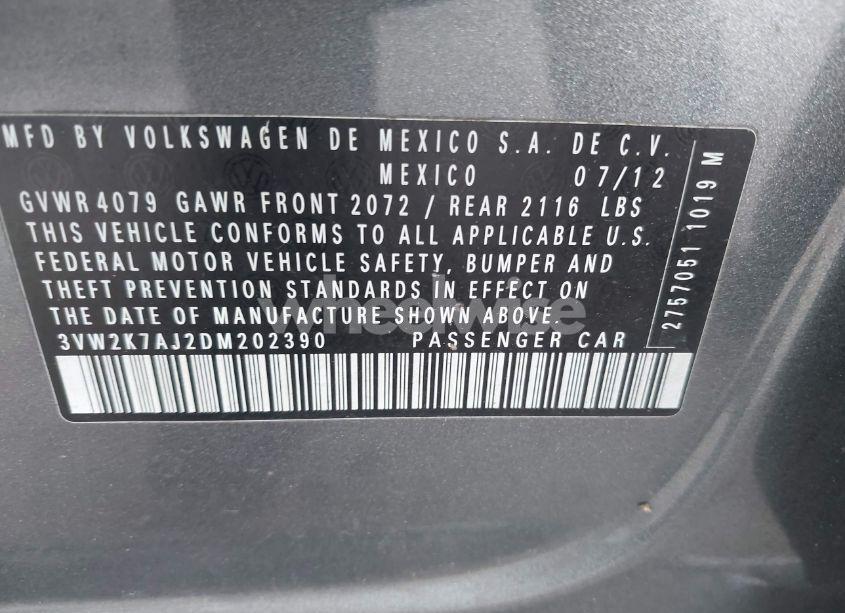 MFD BY VOLKSWAGEN DE MEXICO S.A. DE C.V.
MEXICO 07/12
GVWR 4079 GAWR FRONT 2072 / REAR 2116 LBS
THIS VEHICLE CONFORMS TO ALL APPLICABLE U.S.
FEDERAL MOTOR VEHICLE SAFETY, BUMPER AND
THEFT PREVENTION STANDARDS IN EFFECT ON
THE DATE OF MANUFACTURE SHOWN ABOVE.
3VW2K7AJ2DM202390 PASSENGER CAR
2757051 1019 M
wheelwise